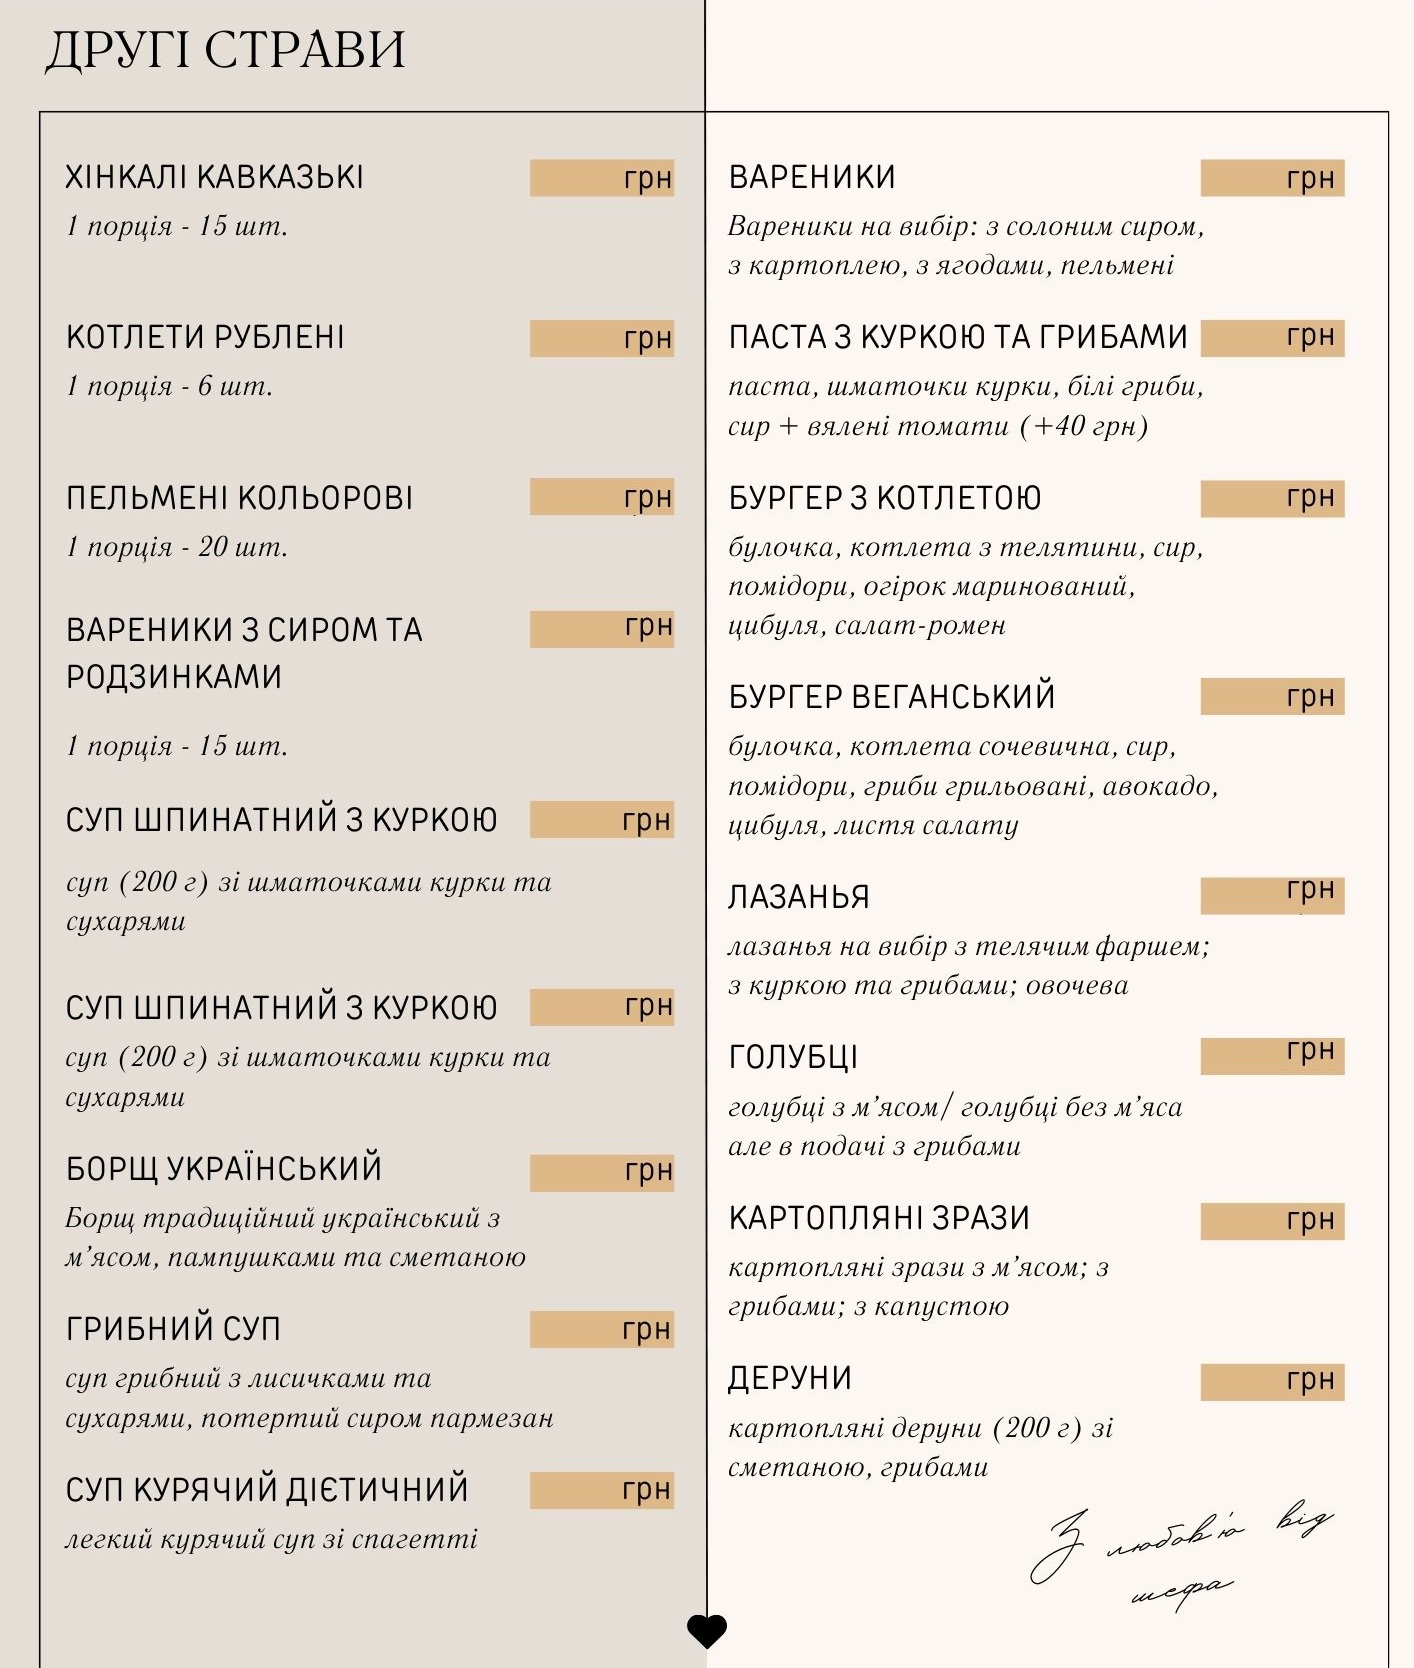 ДРУГІ СТРАВИ
ХІНКАЛІ КАВКАЗЬКІ грн
1 порція - 15 шт.
КОТЛЕТИ РУБЛЕНІ грн
1 порція - 6 шт.
ПЕЛЬМЕНІ КОЛЬОРОВІ грн
1 порція - 20 шт.
ВАРЕНИКИ З СИРОМ ТА грн
РОДЗИНКАМИ
1 порція - 15 шт.
СУП ШПИНАТНИЙ З КУРКОЮ грн
суп (200 г) зі шматочками курки та
сухарями
СУП ШПИНАТНИЙ З КУРКОЮ грн
суп (200 г) зі шматочками курки та
сухарями
БОРЩ УКРАЇНСЬКИЙ грн
Борщ традиційний український з
м’ясом, пампушками та сметаною
ГРИБНИЙ СУП грн
суп грибний з лисичками та
сухарями, потертий сиром пармезан
СУП КУРЯЧИЙ ДІЄТИЧНИЙ грн
легкий курячий суп зі спагетті
ВАРЕНИКИ грн
Вареники на вибір: з солоним сиром,
з картоплею, з ягодами, пельмені
ПАСТА З КУРКОЮ ТА ГРИБАМИ грн
паста, шматочки курки, білі гриби,
сир + вялені томати (+40 грн)
БУРГЕР З КОТЛЕТОЮ грн
булочка, котлета з телятини, сир,
помідори, огірок маринований,
цибуля, салат-ромен
БУРГЕР ВЕГАНСЬКИЙ грн
булочка, котлета сочевична, сир,
помідори, гриби грильовані, авокадо,
цибуля, листя салату
ЛАЗАНЬЯ грн
лазанья на вибір з телячим фаршем;
з куркою та грибами; овочева
ГОЛУБЦІ грн
голубці з м’ясом/ голубці без м’яса
але в подачі з грибами
КАРТОПЛЯНІ ЗРАЗИ грн
картопляні зрази з м’ясом; з
грибами; з капустою
ДЕРУНИ грн
картопляні деруни (200 г) зі
сметаною, грибами
З любов'ю від
шефа